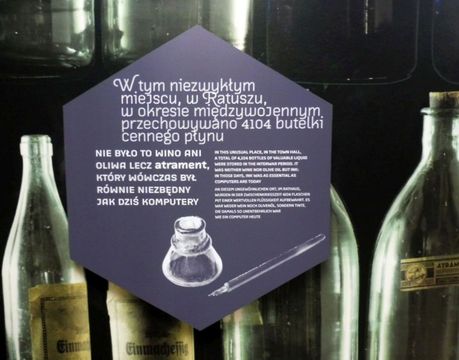 W tym niezwykłym
miejscu, w Ratuszu,
w okresie międzywojennym
przechowywano 4104 butelki
cennego płynu
NIE BYŁO TO WINO ANI
OLIWA LECZ atrament,
KTÓRY WÓWCZAS BYŁ
RÓWNIE NIEZBĘDNY
JAK DZIŚ KOMPUTERY
IN THIS UNUSUAL PLACE, IN THE TOWN HALL,
A TOTAL OF 4,104 BOTTLES OF VALUABLE LIQUID
WERE STORED IN THE INTERWAR PERIOD. IT
WAS NEITHER WINE NOR OLIVE OIL BUT INK;
IN THOSE DAYS, INK WAS AS ESSENTIAL AS
COMPUTERS ARE TODAY
AN DIESEM UNGEWÖHNLICHEN ORT, IM RATHAUS,
WURDEN IN DER ZWISCHENKRIEGSZEIT 4104 FLASCHEN
MIT EINER WERTVOLLEN FLÜSSIGKEIT AUFBEWAHRT. ES
WAR WEDER WEIN NOCH OLIVENÖL, SONDERN TINTE,
DIE DAMALS SO UNENTBEHRLICH WAR
WIE EIN COMPUTER HEUTE
ATRAM
Einmachessig